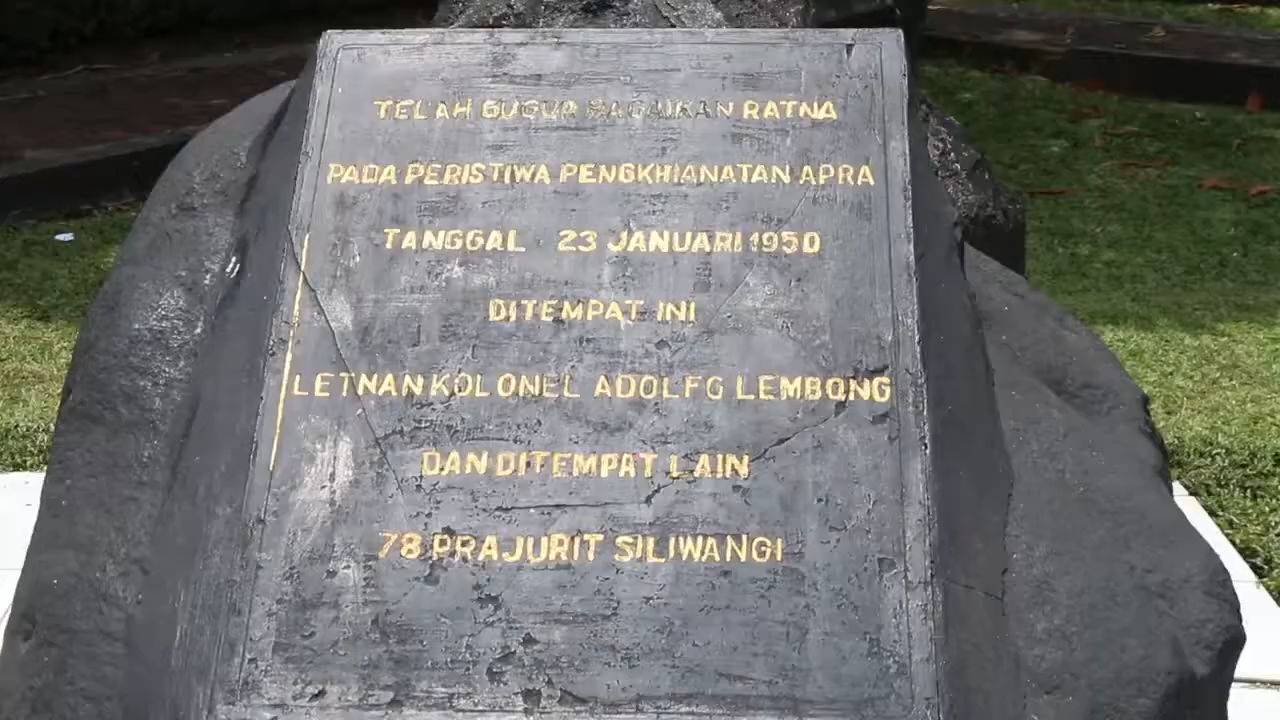 TELAH GUGUR BAGAIKAN RATNA
PADA PERISTIWA PENGKHIANATAN APRA
TANGGAL 23 JANUARI 1950
DITEMPAT INI
LETNAN KOLONEL ADOLFO LEMBONG
DAN DITEMPAT LAIN
78 PRAJURIT SILIWANGI